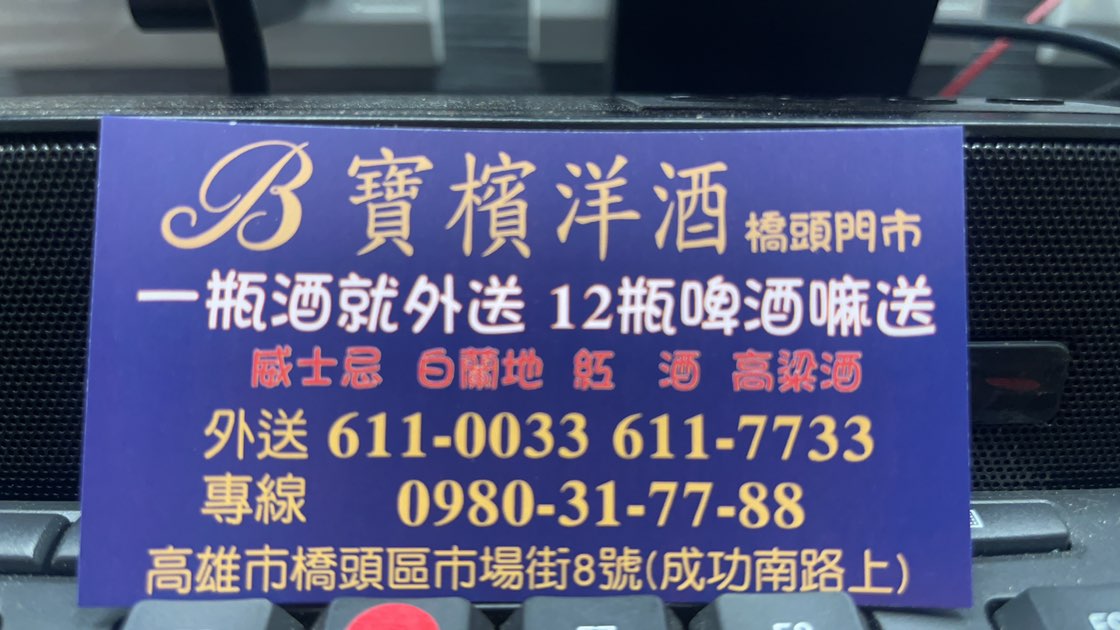 B 寶檳洋酒 橋頭門市
一瓶酒就外送 12瓶啤酒嘛送
威士忌 白蘭地 紅 酒 高粱酒
外送 611-0033 611-7733
專線 0980-31-77-88
高雄市橋頭區市場街8號(成功南路上)